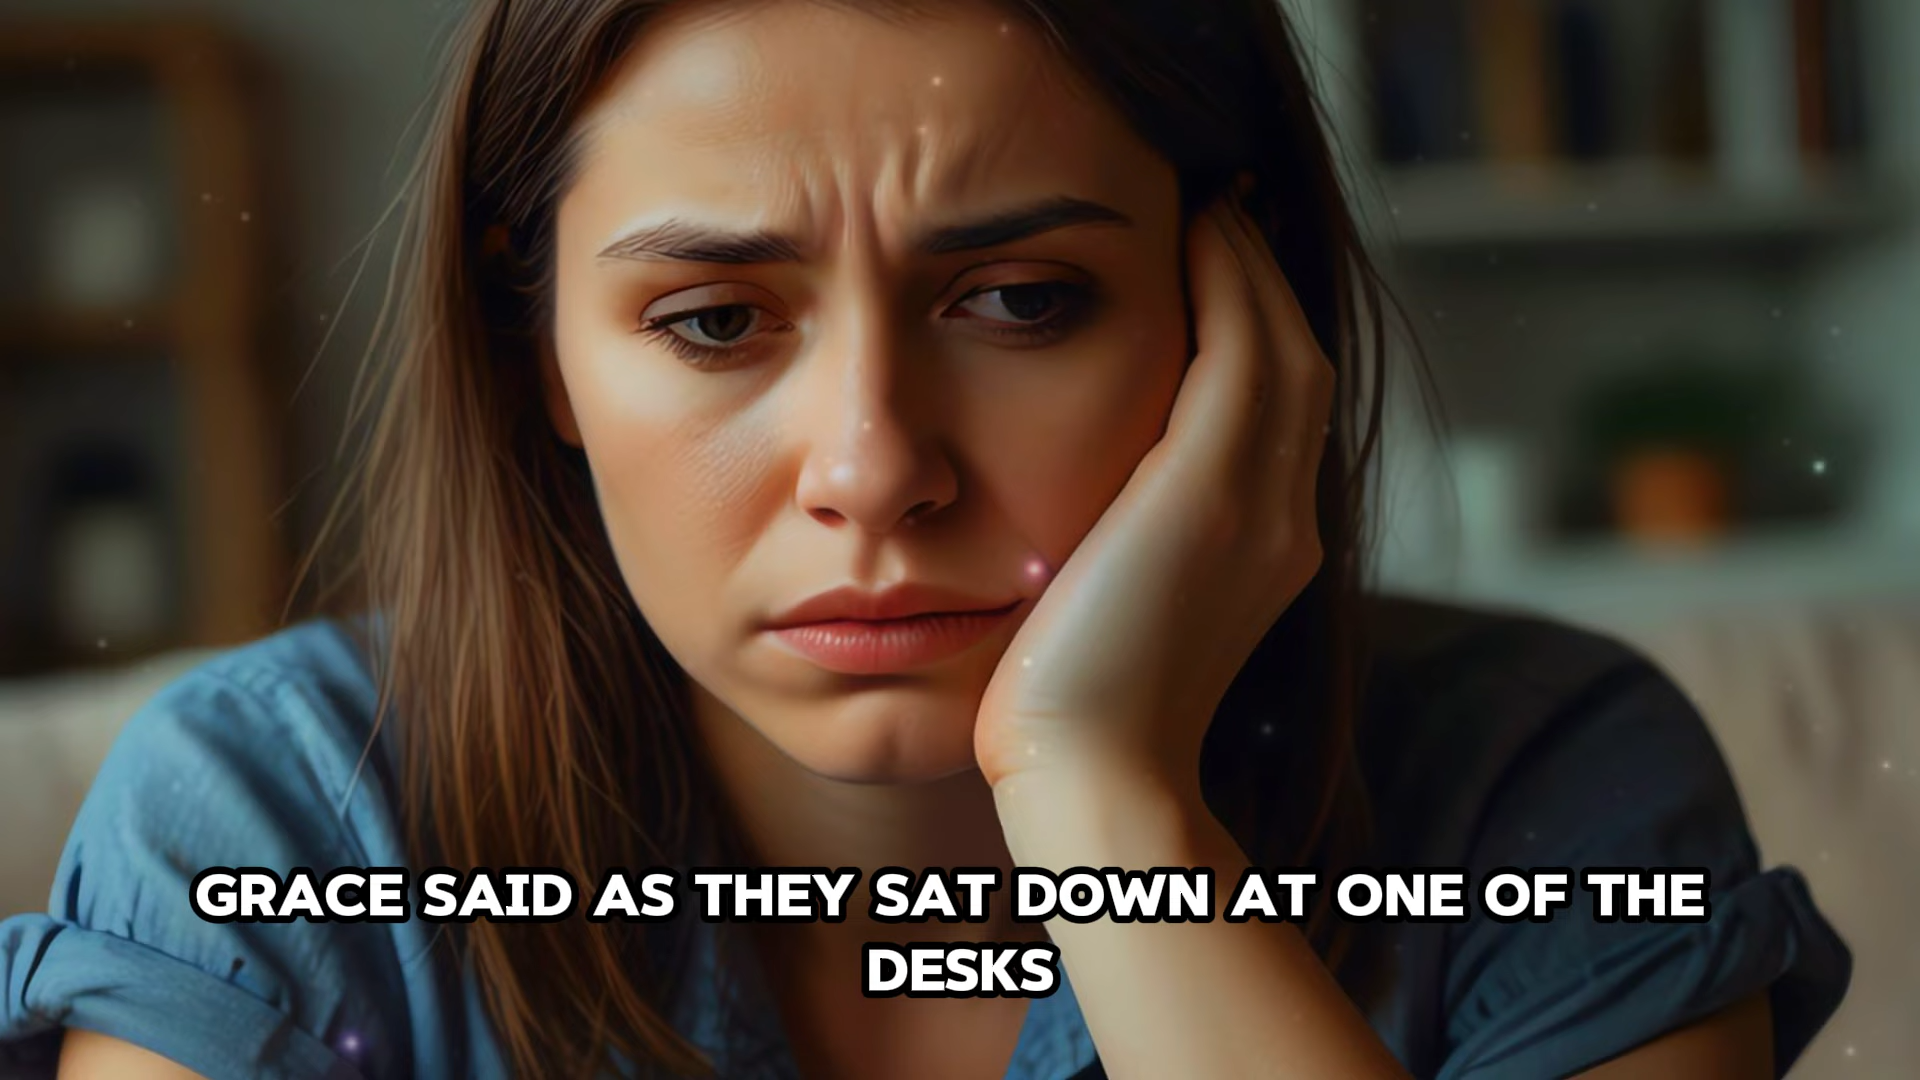 GRACE SAID AS THEY SAT DOWN AT ONE OF THE
DESKS